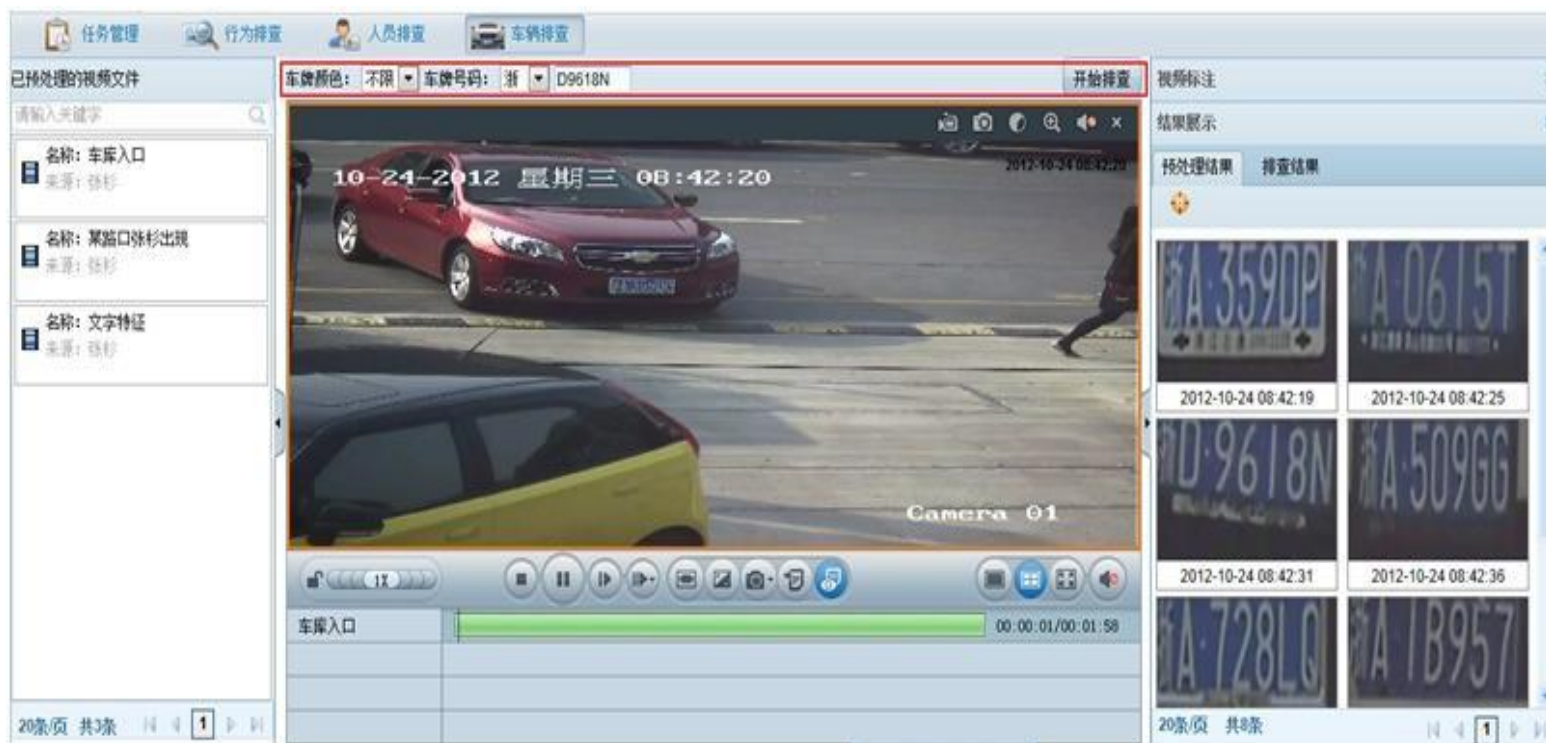 任务管理 行为排查 人员排查 车辆排查
已预处理的视频文件
请输入关键字
名称：车库入口
来源：张杉
名称：某路口张杉出现
来源：张杉
名称：文字特征
来源：张杉
20条/页 共3条 1
车牌颜色： 不限 车牌号码： 浙 D9618N 开始排查
2012-10-24 08:42:20
10-24-2012 星期三 08:42:20
Camera 01
1X
车库入口 00:00:01/00:01:58
视频标注
结果展示
预处理结果 排查结果
浙A·359DP
A·0615T
2012-10-24 08:42:19 2012-10-24 08:42:25
D·9618N
浙A·509GG
2012-10-24 08:42:31 2012-10-24 08:42:36
浙A·728LQ
浙A·1B957
20条/页 共8条 1